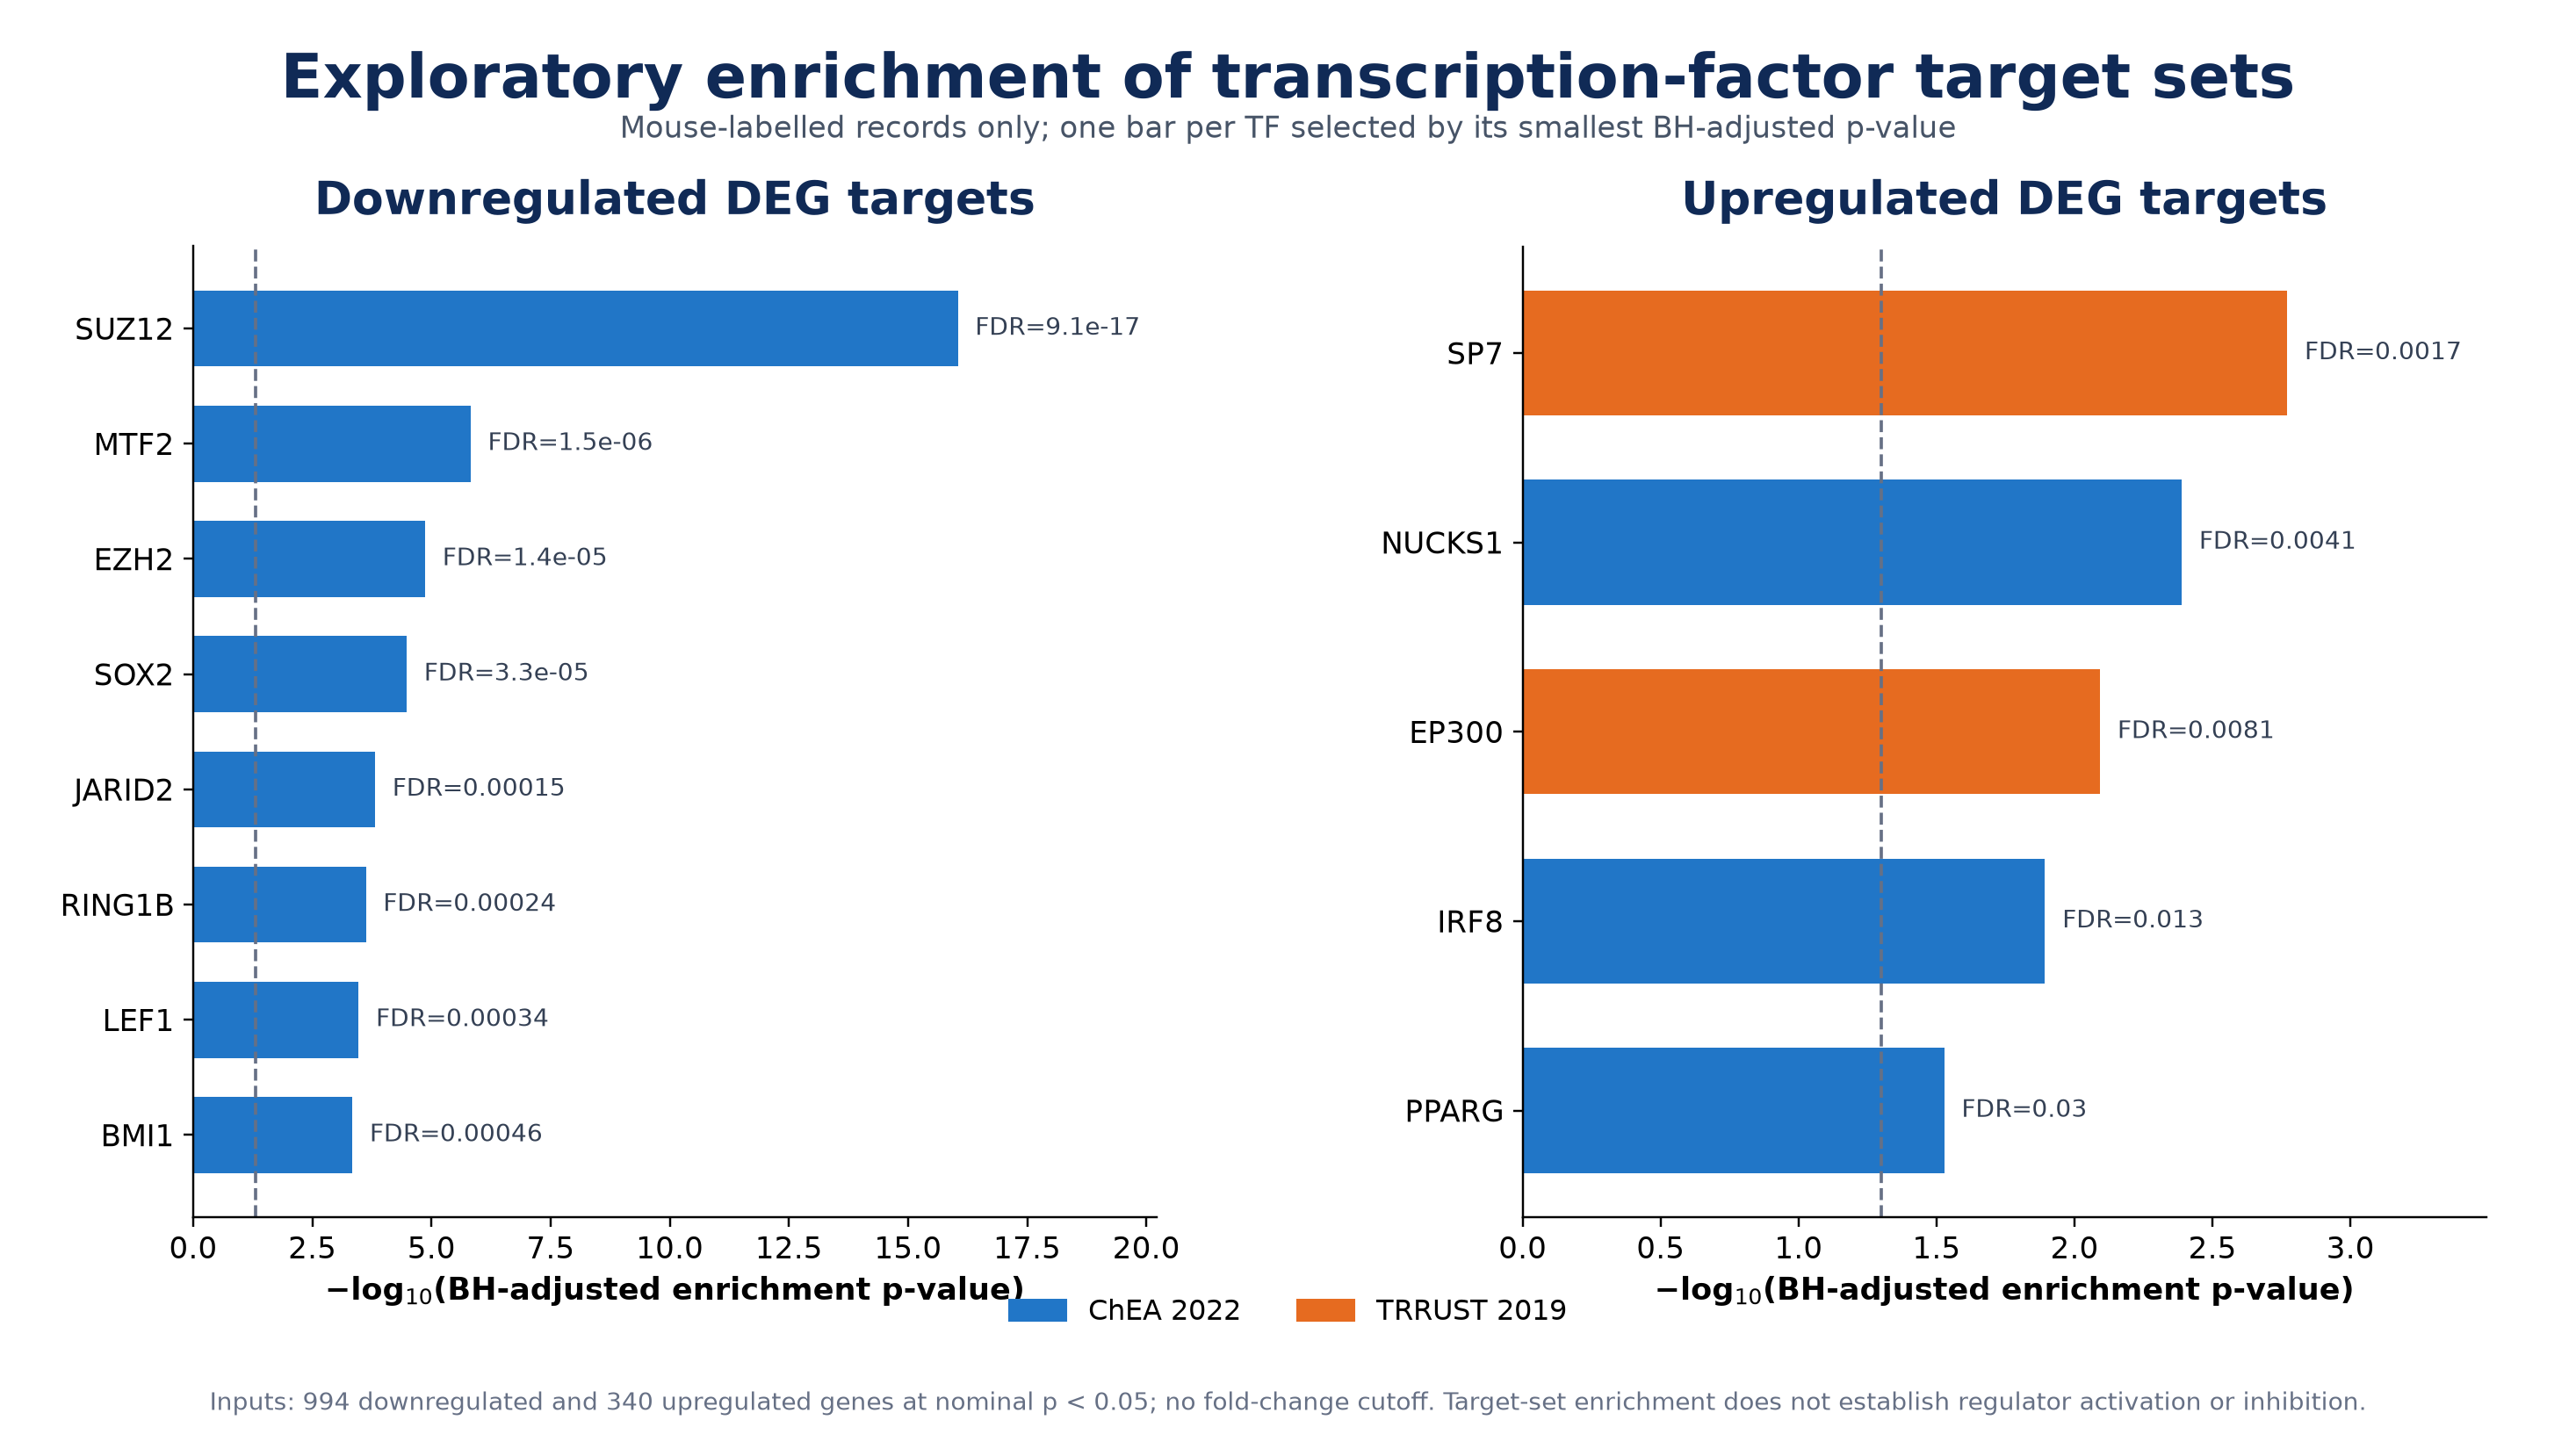 Exploratory enrichment of transcription-factor target sets
Mouse-labelled records only; one bar per TF selected by its smallest BH-adjusted p-value
Downregulated DEG targets
SUZ12
FDR=9.1e-17
MTF2
FDR=1.5e-06
EZH2
FDR=1.4e-05
SOX2
FDR=3.3e-05
JARID2
FDR=0.00015
RING1B
FDR=0.00024
LEF1
FDR=0.00034
BMI1
FDR=0.00046
0.0 2.5 5.0 7.5 10.0 12.5 15.0 17.5 20.0
−log₁₀(BH-adjusted enrichment p-value)
Upregulated DEG targets
SP7
FDR=0.0017
NUCKS1
FDR=0.0041
EP300
FDR=0.0081
IRF8
FDR=0.013
PPARG
FDR=0.03
0.0 0.5 1.0 1.5 2.0 2.5 3.0
−log₁₀(BH-adjusted enrichment p-value)
ChEA 2022 TRRUST 2019
Inputs: 994 downregulated and 340 upregulated genes at nominal p < 0.05; no fold-change cutoff. Target-set enrichment does not establish regulator activation or inhibition.